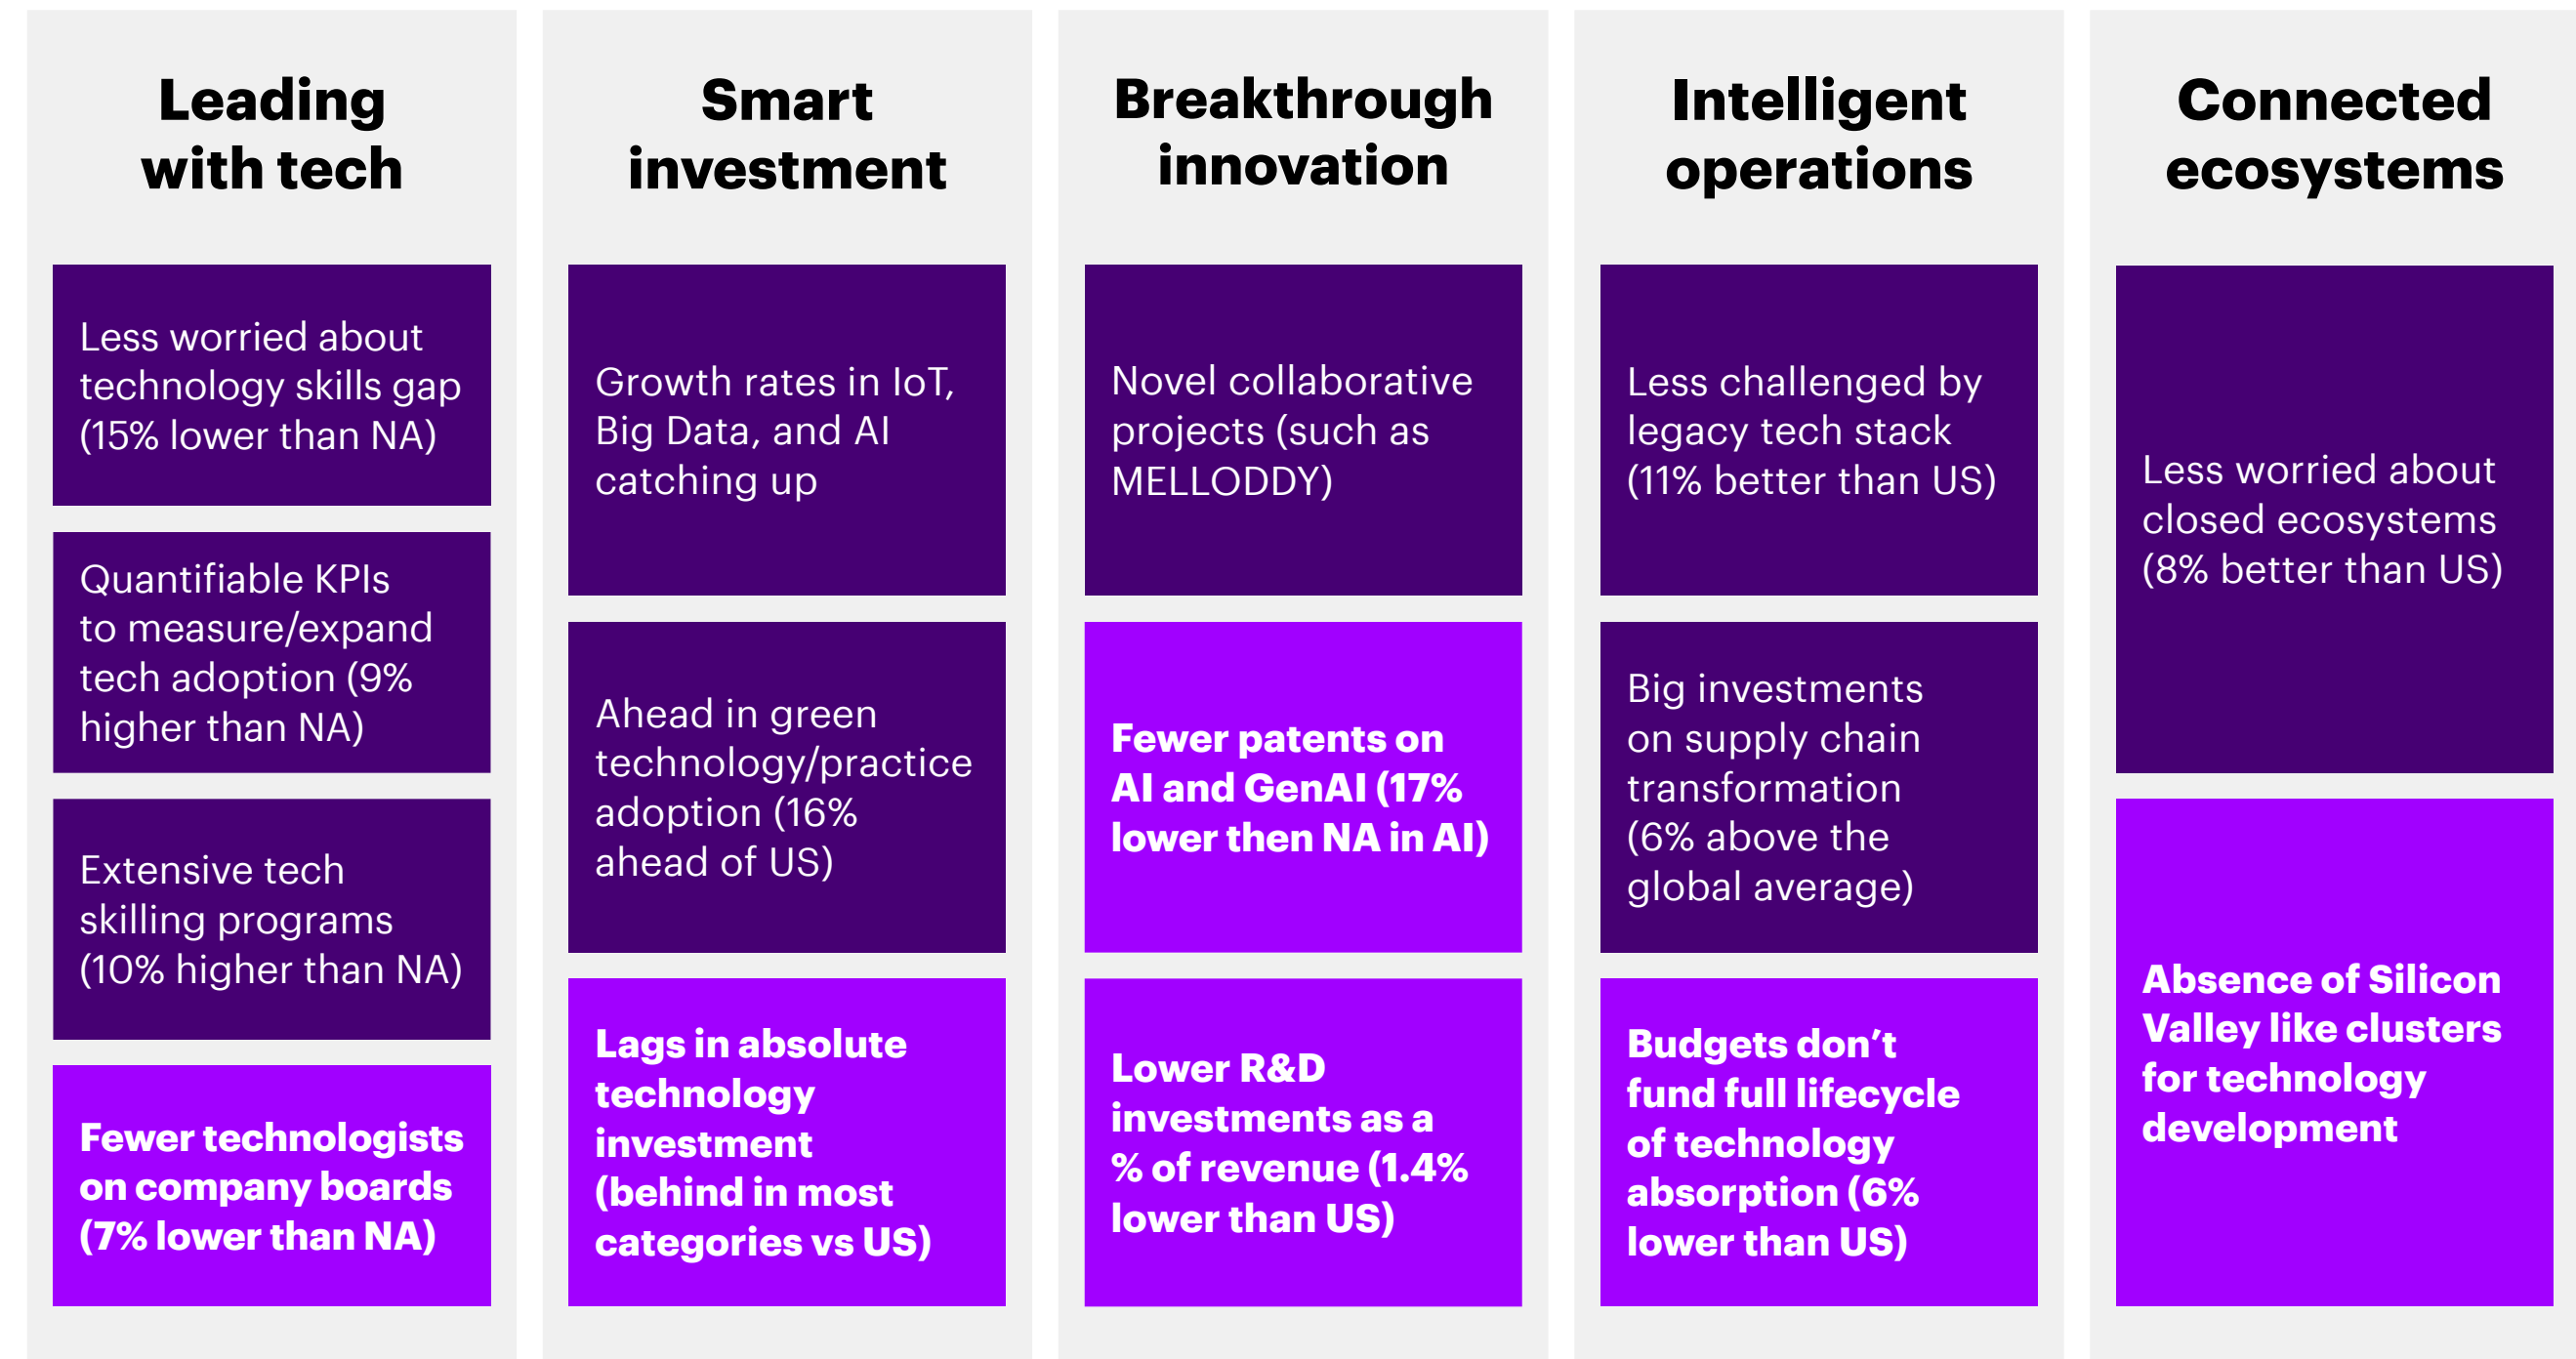 Leading
with tech
Less worried about
technology skills gap
(15% lower than NA)
Quantifiable KPIs
to measure/expand
tech adoption (9%
higher than NA)
Extensive tech
skilling programs
(10% higher than NA)
Fewer technologists
on company boards
(7% lower than NA)
Smart
investment
Growth rates in IoT,
Big Data, and AI
catching up
Ahead in green
technology/practice
adoption (16%
ahead of US)
Lags in absolute
technology
investment
(behind in most
categories vs US)
Breakthrough
innovation
Novel collaborative
projects (such as
MELLODDY)
Fewer patents on
AI and GenAI (17%
lower then NA in AI)
Lower R&D
investments as a
% of revenue (1.4%
lower than US)
Intelligent
operations
Less challenged by
legacy tech stack
(11% better than US)
Big investments
on supply chain
transformation
(6% above the
global average)
Budgets don’t
fund full lifecycle
of technology
absorption (6%
lower than US)
Connected
ecosystems
Less worried about
closed ecosystems
(8% better than US)
Absence of Silicon
Valley like clusters
for technology
development